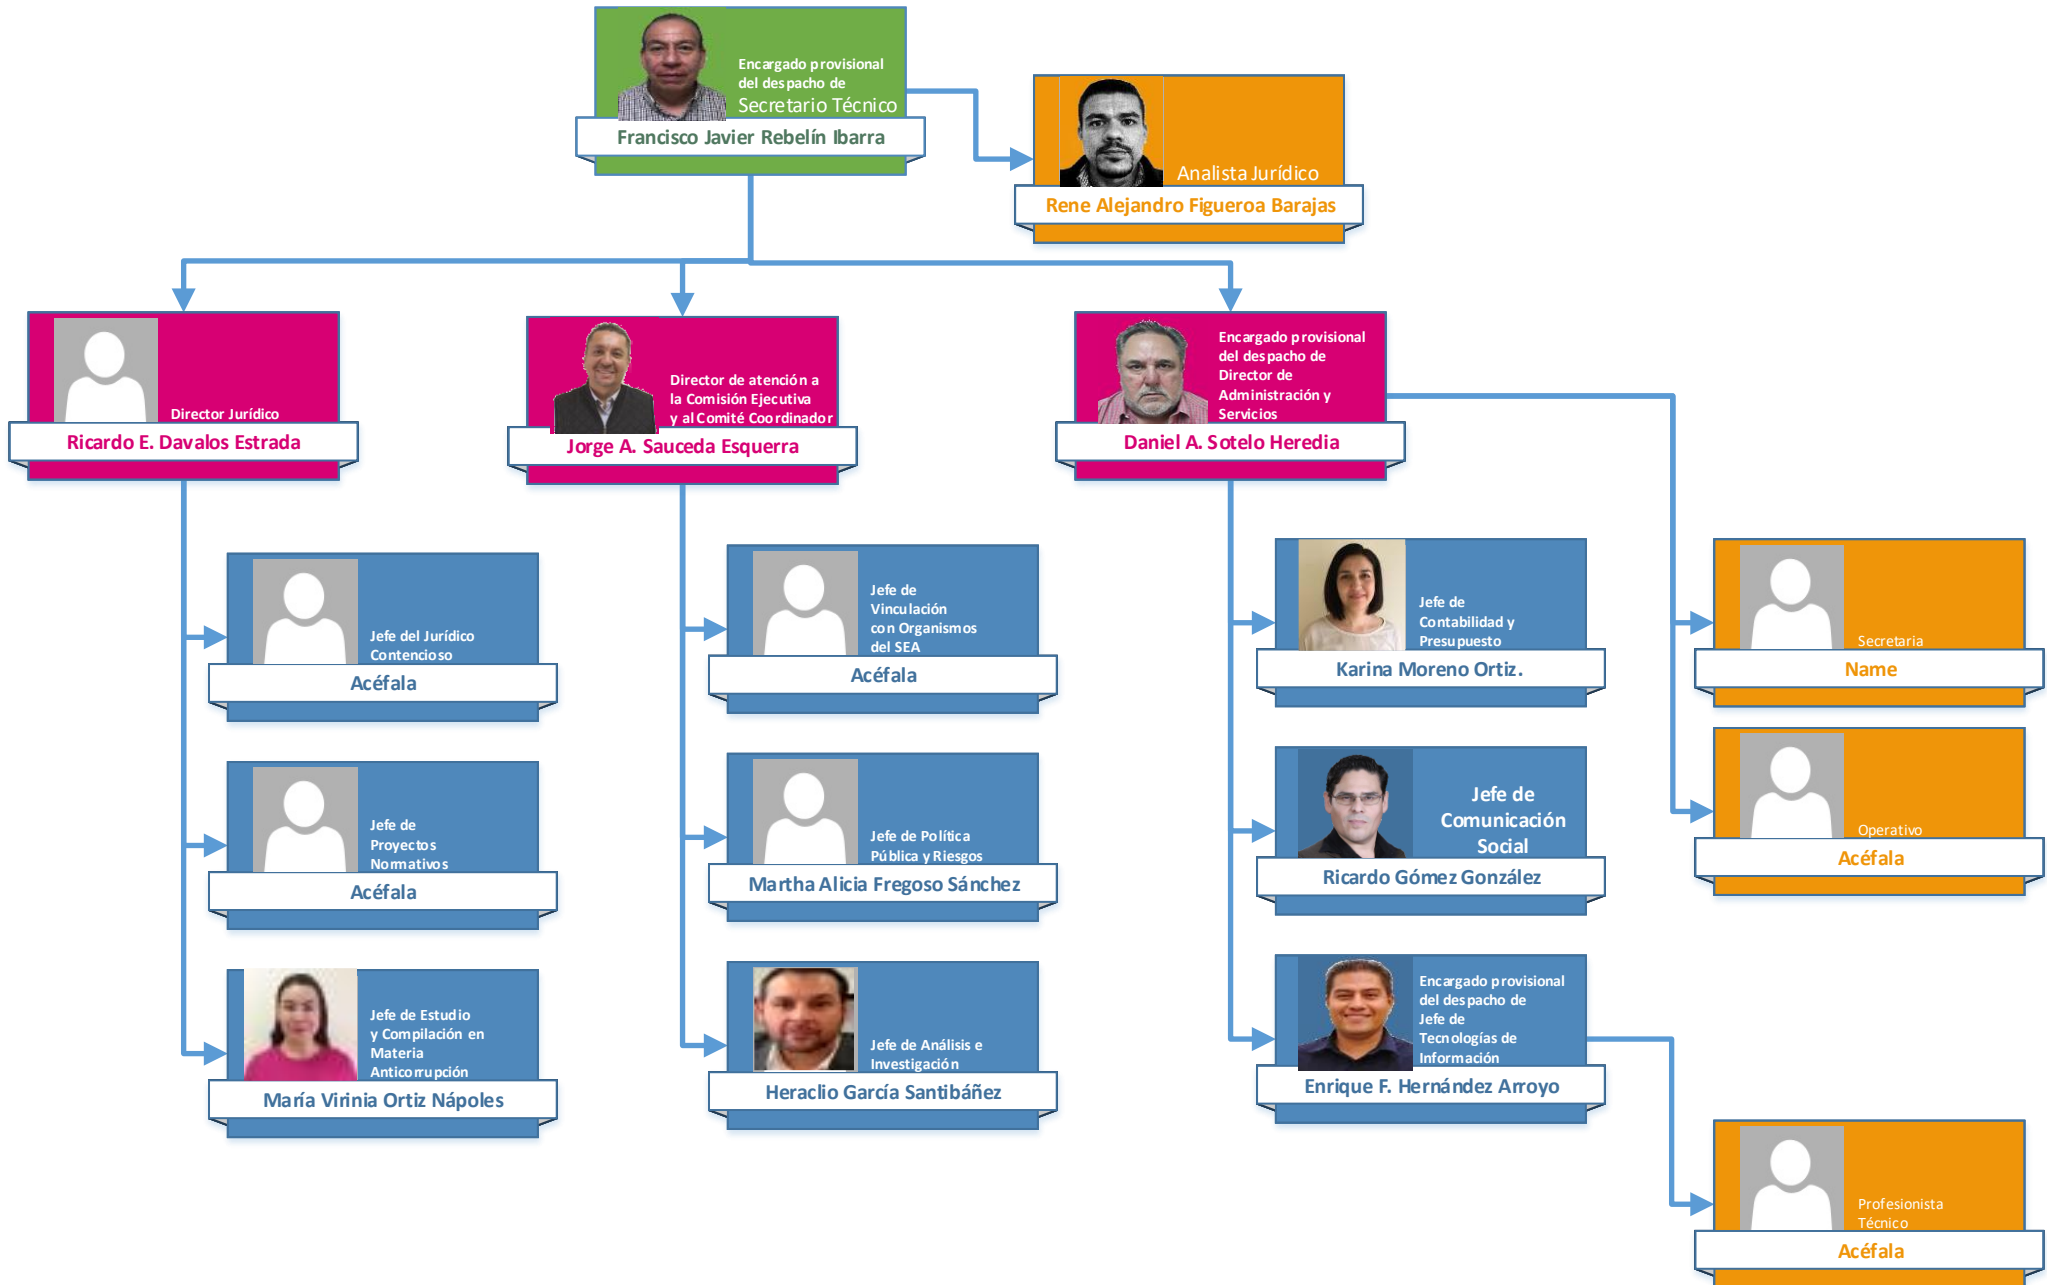 Encargado provisional
del despacho de
Secretario Técnico
Francisco Javier Rebelín Ibarra
Analista Jurídico
Rene Alejandro Figueroa Barajas
Director Jurídico
Ricardo E. Davalos Estrada
Director de atención a
la Comisión Ejecutiva
y al Comité Coordinador
Jorge A. Sauceda Esquerra
Encargado provisional
del despacho de
Director de
Administración y
Servicios
Daniel A. Sotelo Heredia
Jefe del Jurídico
Contencioso
Acéfala
Jefe de
Vinculación
con Organismos
del SEA
Acéfala
Jefe de
Contabilidad y
Presupuesto
Karina Moreno Ortiz.
Secretaria
Name
Jefe de
Proyectos
Normativos
Acéfala
Jefe de Política
Pública y Riesgos
Martha Alicia Fregoso Sánchez
Jefe de
Comunicación
Social
Ricardo Gómez González
Operativo
Acéfala
Jefe de Estudio
y Compilación en
Materia
Anticorrupción
María Virinia Ortiz Nápoles
Jefe de Análisis e
Investigación
Heraclio García Santibáñez
Encargado provisional
del despacho de
Jefe de
Tecnologías de
Información
Enrique F. Hernández Arroyo
Profesionista
Técnico
Acéfala